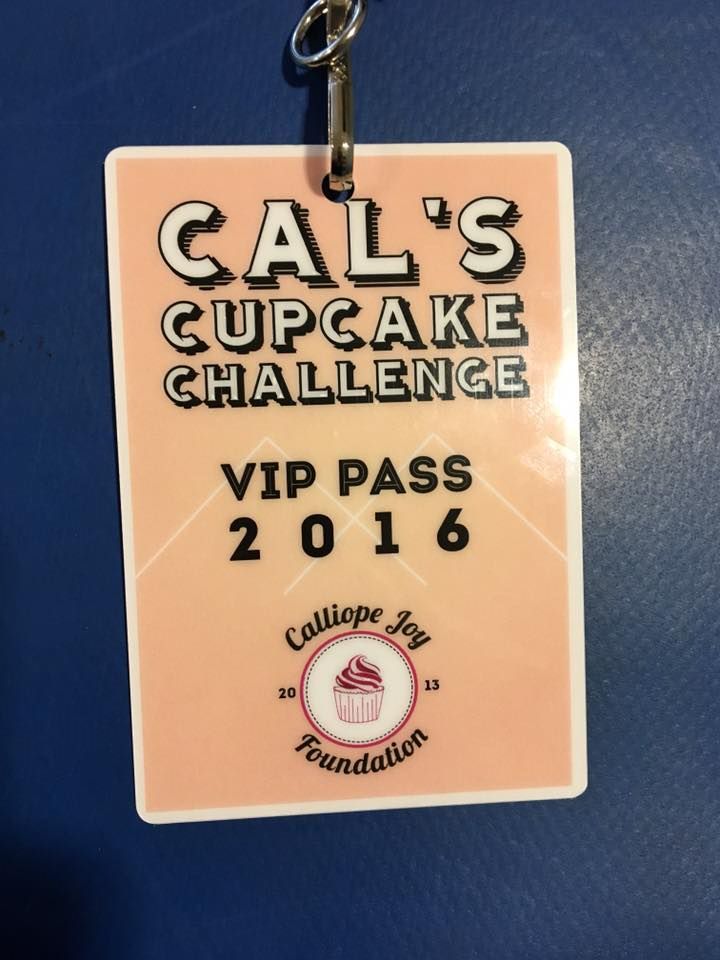 CAL'S
CUPCAKE
CHALLENGE
VIP PASS
2016
Calliope Joy
20 13
Foundation